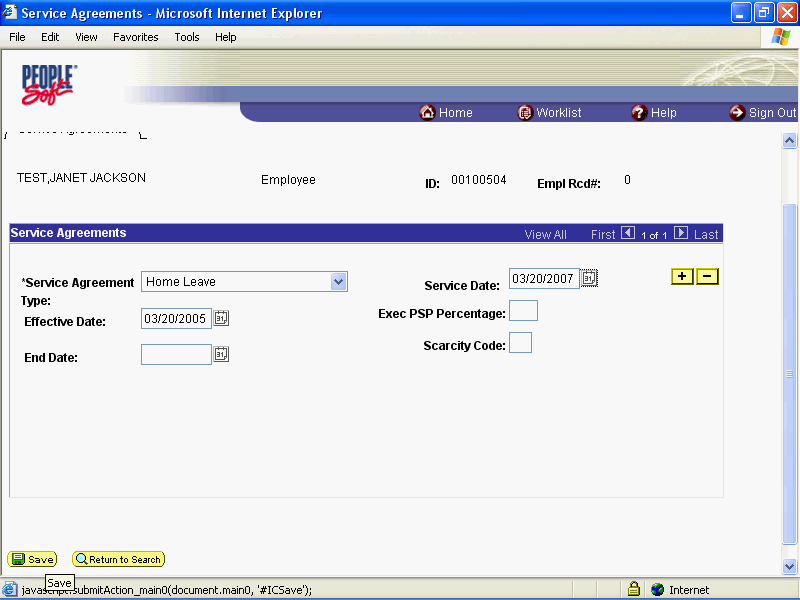 Service Agreements - Microsoft Internet Explorer
File Edit View Favorites Tools Help
PEOPLE
Soft
Home Worklist Help Sign Out
Service Agreements
TEST,JANET JACKSON Employee ID: 00100504 Empl Rcd#: 0
Service Agreements View All First 1 of 1 Last
*Service Agreement Type: Home Leave Service Date: 03/20/2007
Effective Date: 03/20/2005 Exec PSP Percentage:
End Date: Scarcity Code:
Save Return to Search
Save
javascript:submitAction_main0(document.main0, '#ICSave'); Internet